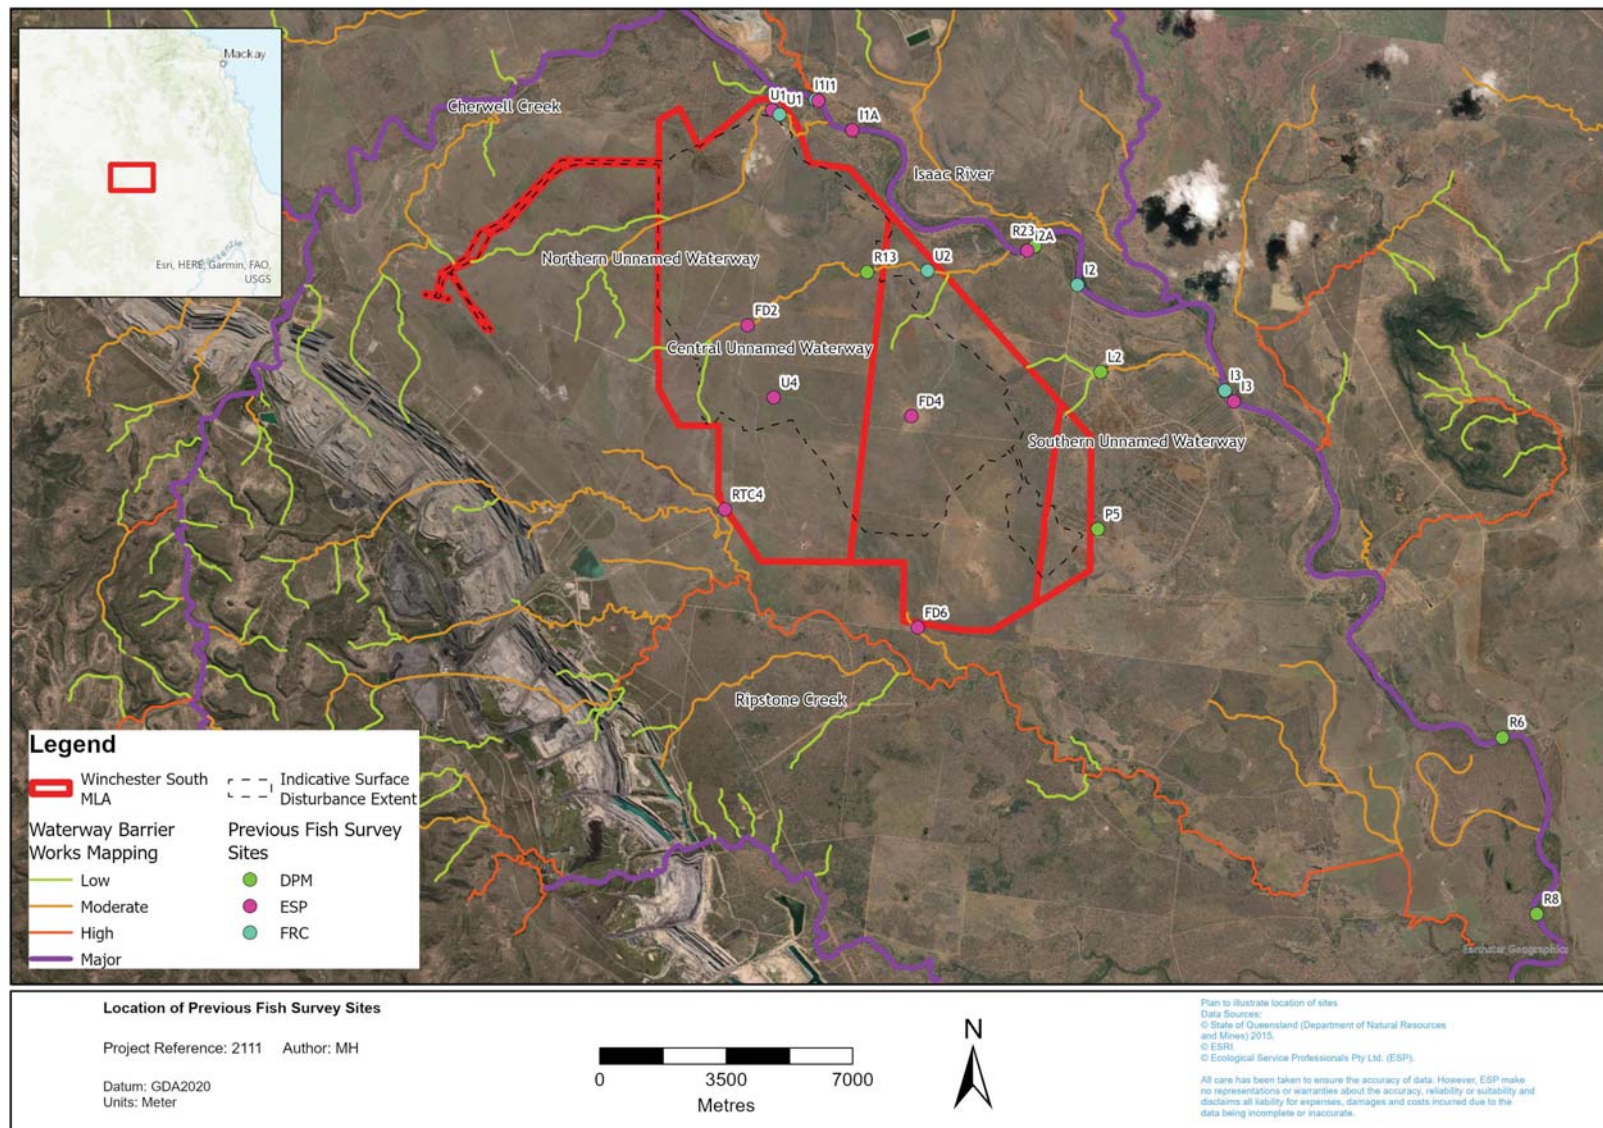 Mackay
Esri, HERE, Garmin, FAO,
USGS
Cherwell Creek
U1
U1
I1
I1
I1A
Isaac River
R23
I2A
I2
Northern Unnamed Waterway
R13
U2
FD2
Central Unnamed Waterway
L2
U4
I3
I3
FD4
Southern Unnamed Waterway
RTC4
P5
FD6
Ripstone Creek
R6
R8
Earthstar Geographics
Legend
Winchester South
MLA
Indicative Surface
Disturbance Extent
Waterway Barrier
Works Mapping
Previous Fish Survey
Sites
Low
DPM
Moderate
ESP
High
FRC
Major
Location of Previous Fish Survey Sites
Project Reference: 2111 Author: MH
Datum: GDA2020
Units: Meter
0 3500 7000
Metres
N
Plan to illustrate location of sites
Data Sources:
© State of Queensland (Department of Natural Resources
and Mines) 2015.
© ESRI.
© Ecological Service Professionals Pty Ltd. (ESP).
All care has been taken to ensure the accuracy of data. However, ESP make
no representations or warranties about the accuracy, reliability or suitability and
disclaims all liability for expenses, damages and costs incurred due to the
data being incomplete or inaccurate.